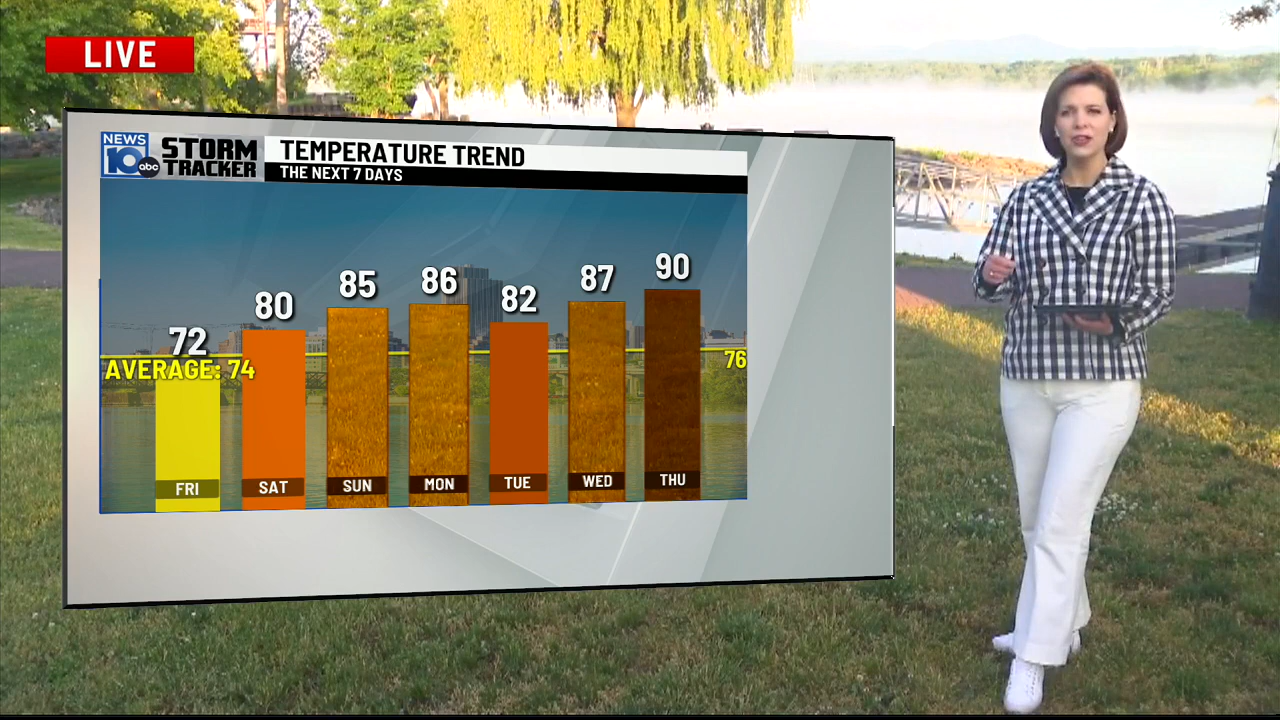 LIVE
NEWS
10
abc
STORM
TRACKER
TEMPERATURE TREND
THE NEXT 7 DAYS
72
80
85
86
82
87
90
AVERAGE: 74
76
FRI
SAT
SUN
MON
TUE
WED
THU